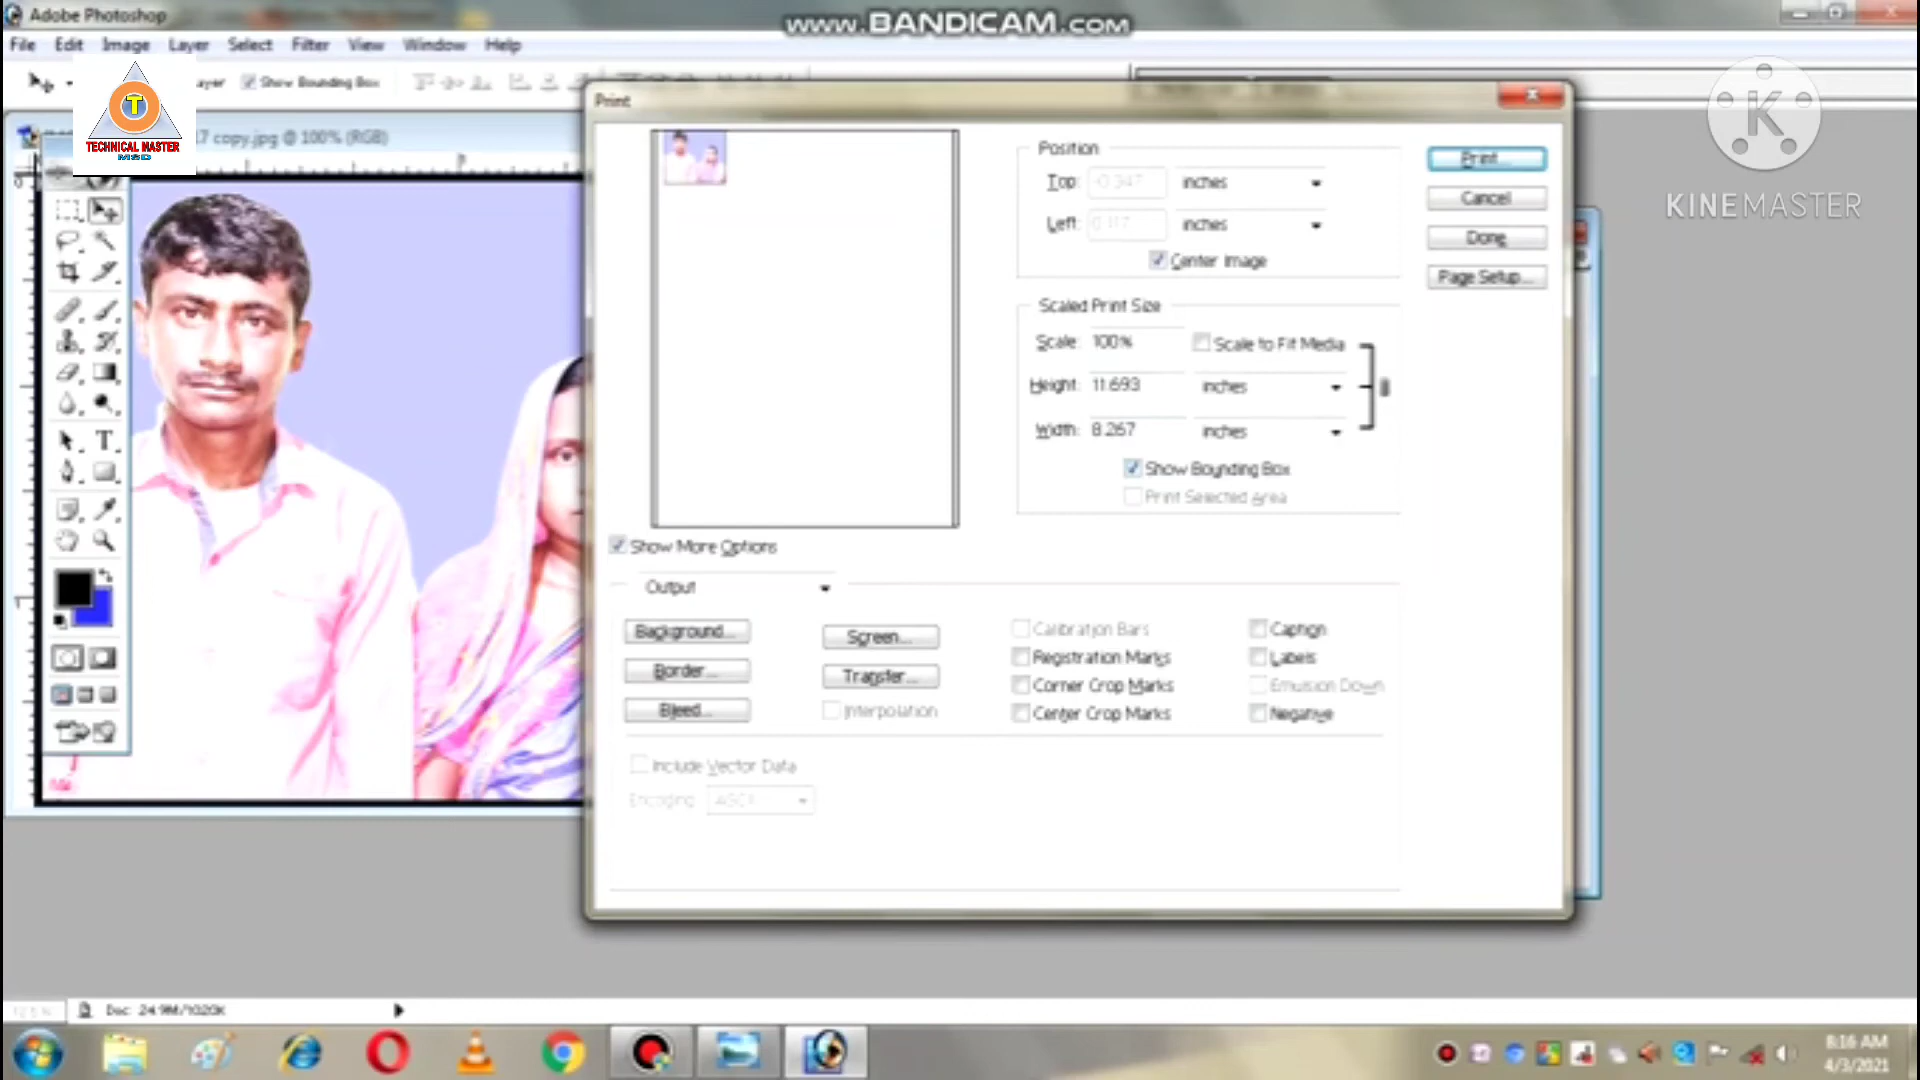 Adobe Photoshop
www.BANDICAM.com
File Edit Image Layer Select Filter View Window Help
Show Bounding Box
T
TECHNICAL MASTER
MSD
copy.jpg @ 100% (RGB)
K
KINEMASTER
Print
Position
Top: -0.347 inches
Left: 0.117 inches
Center Image
Print...
Cancel
Done
Page Setup...
Scaled Print Size
Scale: 100% Scale to Fit Media
Height: 11.693 inches
Width: 8.267 inches
Show Bounding Box
Print Selected Area
Show More Options
Output
Background... Screen... Calibration Bars Caption
Border... Transfer... Registration Marks Labels
Bleed... Interpolation Corner Crop Marks Emulsion Down
Center Crop Marks Negative
Include Vector Data
Encoding:
Doc: 24.9M/1020K
8:16 AM
4/3/2021